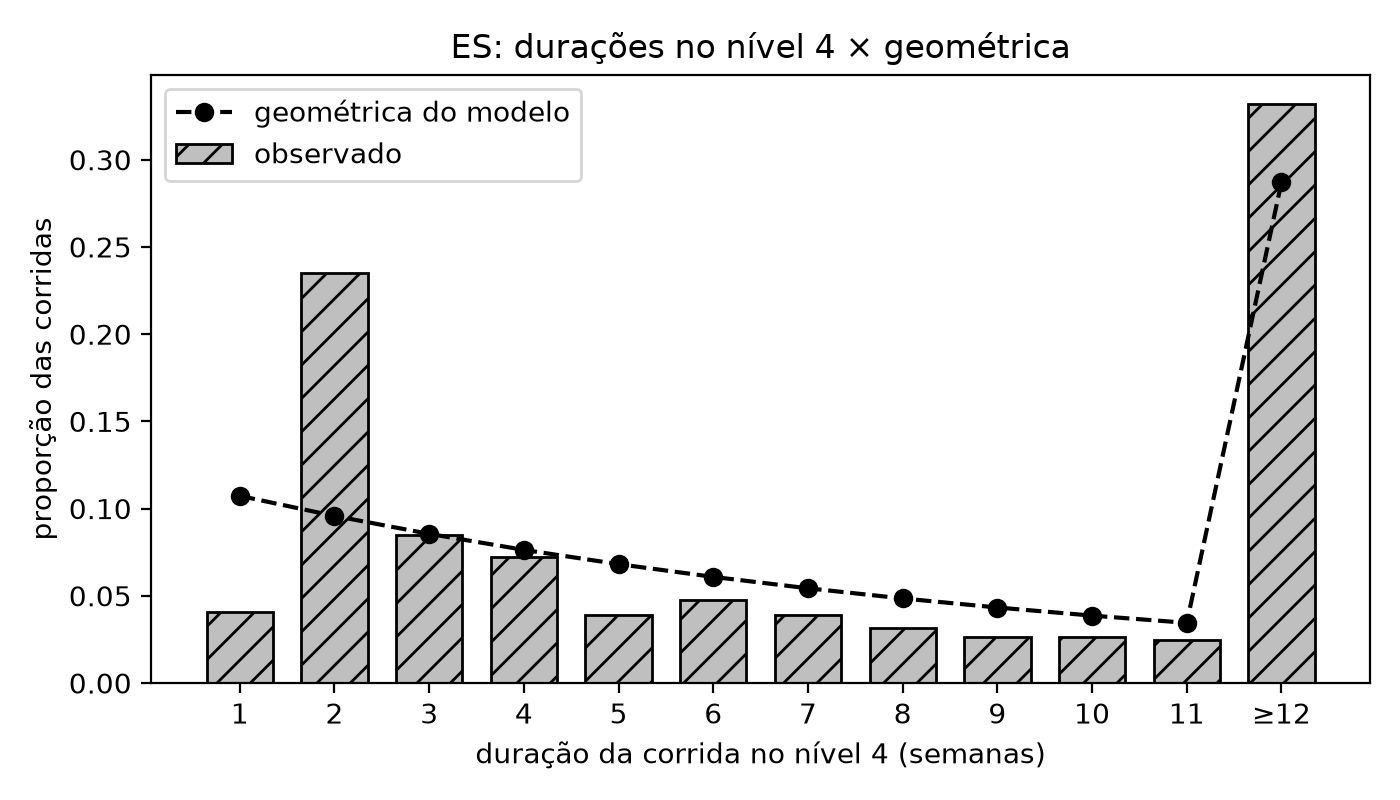 ES: durações no nível 4 × geométrica
geométrica do modelo
observado
proporção das corridas
0.30
0.25
0.20
0.15
0.10
0.05
0.00
1 2 3 4 5 6 7 8 9 10 11 ≥12
duração da corrida no nível 4 (semanas)